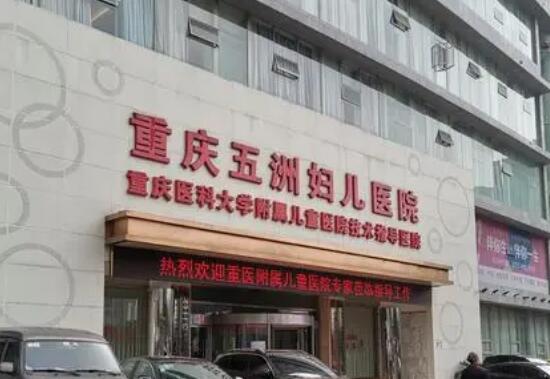 重庆五洲妇儿医院
重庆医科大学附属儿童医院技术指导医院
热烈欢迎重医附属儿童医院专家莅临指导工作